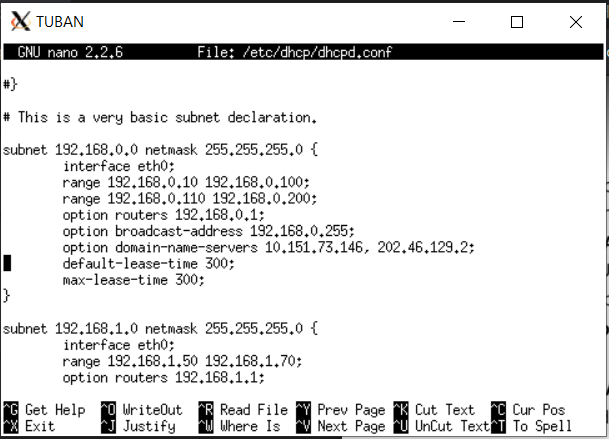 TUBAN
GNU nano 2.2.6 File: /etc/dhcp/dhcpd.conf
#}
# This is a very basic subnet declaration.
subnet 192.168.0.0 netmask 255.255.255.0 {
interface eth0;
range 192.168.0.10 192.168.0.100;
range 192.168.0.110 192.168.0.200;
option routers 192.168.0.1;
option broadcast-address 192.168.0.255;
option domain-name-servers 10.151.73.146, 202.46.129.2;
default-lease-time 300;
max-lease-time 300;
}
subnet 192.168.1.0 netmask 255.255.255.0 {
interface eth0;
range 192.168.1.50 192.168.1.70;
option routers 192.168.1.1;
^G Get Help ^O WriteOut ^R Read File ^Y Prev Page ^K Cut Text ^C Cur Pos
^X Exit ^J Justify ^W Where Is ^V Next Page ^U UnCut Text ^T To Spell